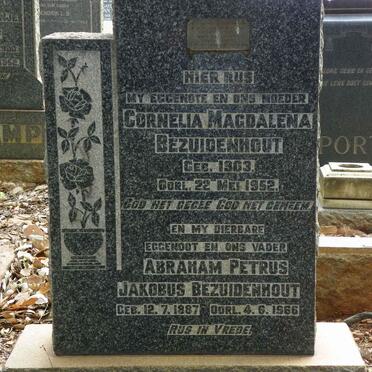 HIER RUS
MY EGGENOTE EN ONS MOEDER
CORNELIA MAGDALENA
BEZUIDENHOUT
GEB. 1903
OORL. 22 MEI 1952.
GOD HET GEGEE GOD HET GENEEM
EN MY DIERBARE
EGGENOOT EN ONS VADER
ABRAHAM PETRUS
JAKOBUS BEZUIDENHOUT
GEB. 12.7.1887 OORL. 4.6.1966
RUS IN VREDE.
PORT